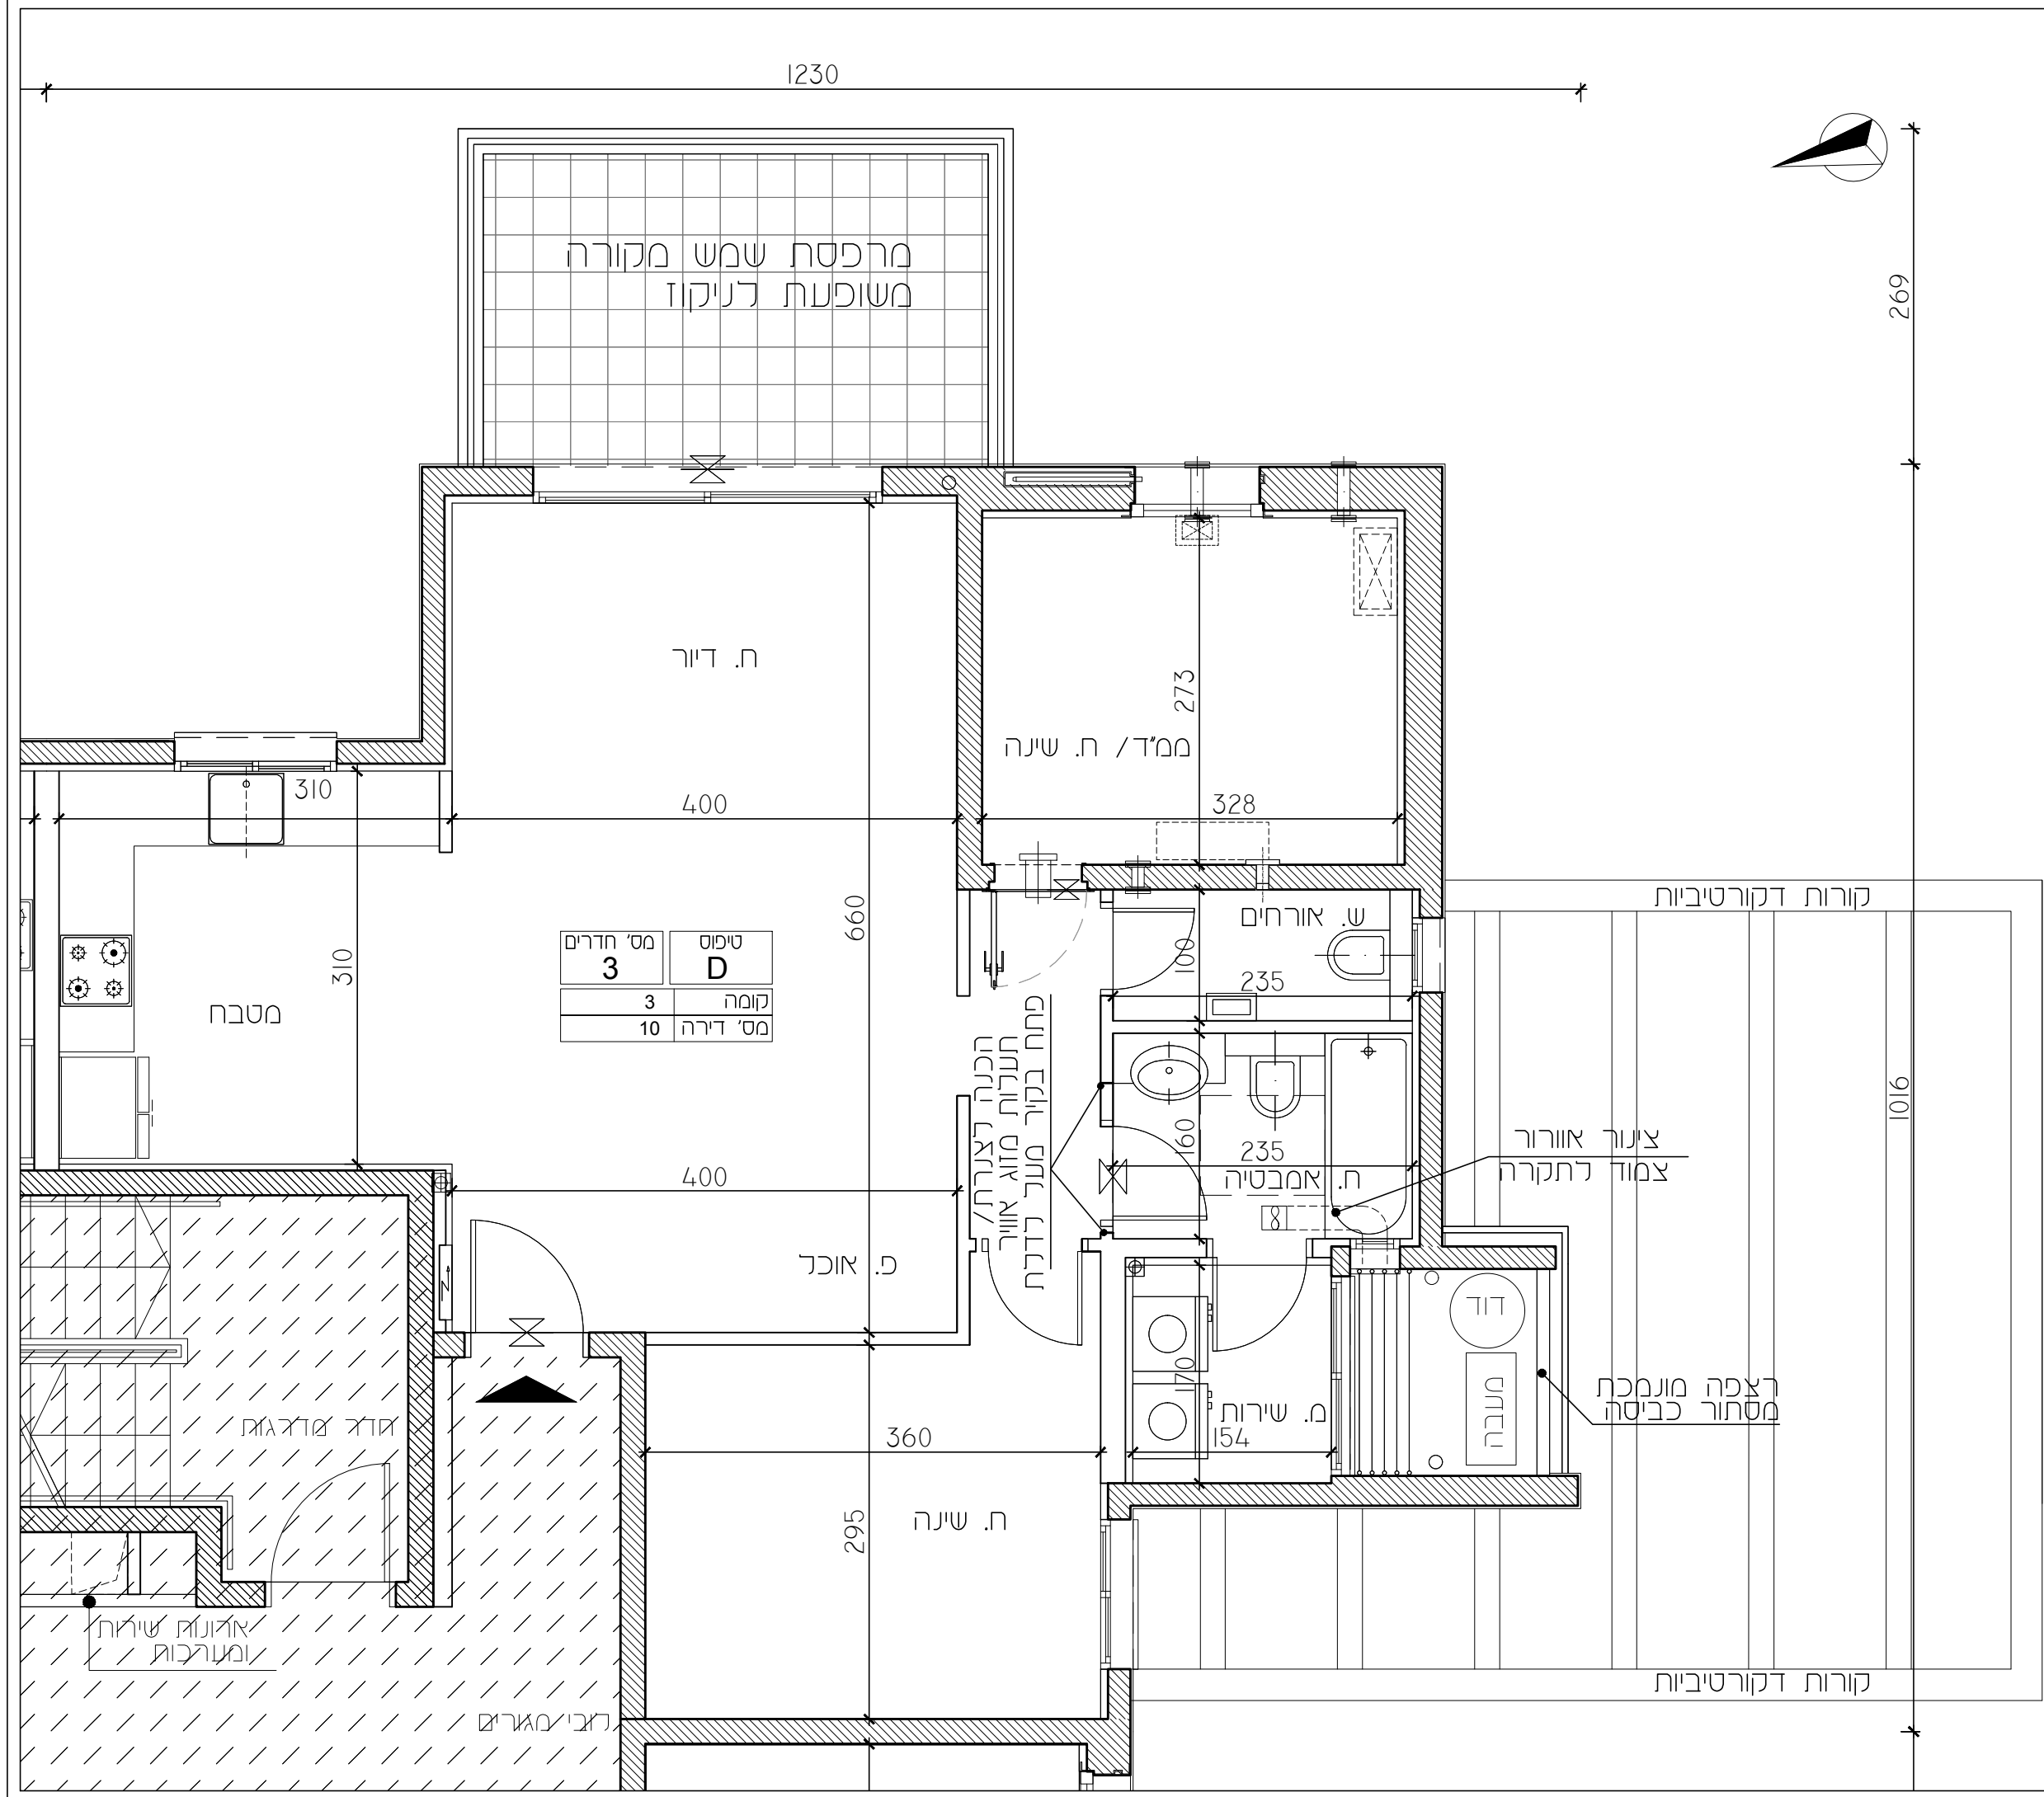 1230
269
מרפסת שמש מקורה
משופעת לניקוז
ח. דיור
273
ממ"ד/ ח. שינה
310
400
328
קורות דקורטיביות
ש. אורחים
100
235
660
310
טיפוס
D
מס' חדרים
3
קומה 3
מס' דירה 10
מטבח
הכנה לצנרת/
תעלות מזוג אוויר
פתח בקיר מעל לדלת
1016
160
235
ח. אמבטיה
צינור אוורור
צמוד לתקרה
400
פ. אוכל
דוד
מעבה
רצפה מונמכת
מסתור כביסה
170
מ. שירות
154
חדר מדרגות
360
295
ח. שינה
ארונות שירות
ומערכות
לובי מגורים
קורות דקורטיביות